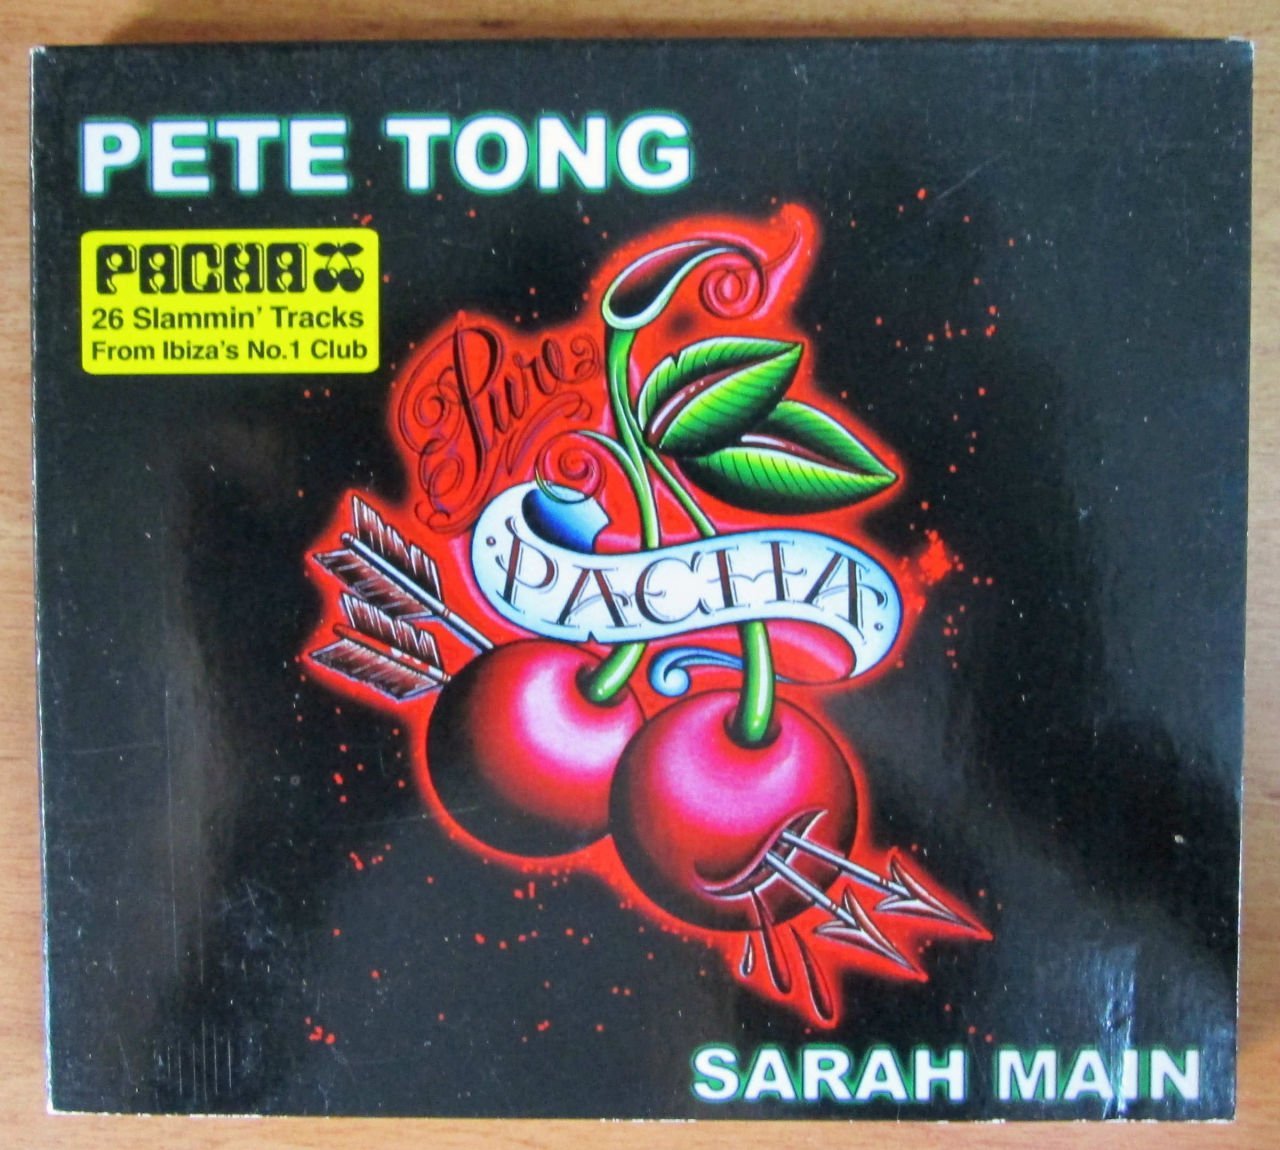 PETE TONG
PACHA
26 Slammin' Tracks
From Ibiza's No.1 Club
Pure
PACHA
SARAH MAIN